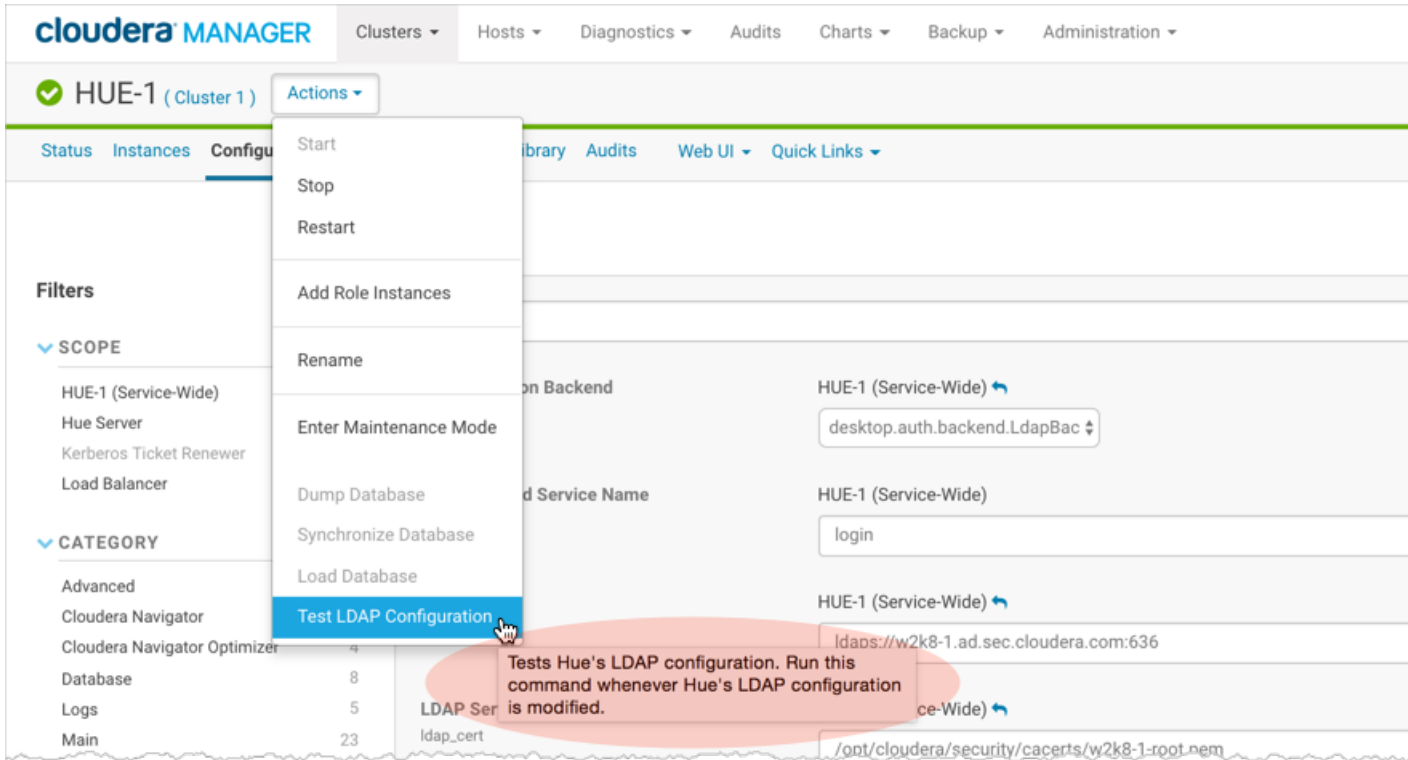 cloudera MANAGER Clusters Hosts Diagnostics Audits Charts Backup Administration
HUE-1 ( Cluster 1 ) Actions
Status Instances Configu ibrary Audits Web UI Quick Links
Start
Stop
Restart
Add Role Instances
Rename
Enter Maintenance Mode
Dump Database
Synchronize Database
Load Database
Test LDAP Configuration
Tests Hue's LDAP configuration. Run this
command whenever Hue's LDAP configuration
is modified.
Filters
SCOPE
HUE-1 (Service-Wide)
Hue Server
Kerberos Ticket Renewer
Load Balancer
CATEGORY
Advanced
Cloudera Navigator
Cloudera Navigator Optimizer 4
Database 8
Logs 5
Main 23
on Backend HUE-1 (Service-Wide)
desktop.auth.backend.LdapBac
d Service Name HUE-1 (Service-Wide)
login
HUE-1 (Service-Wide)
ldaps://w2k8-1.ad.sec.cloudera.com:636
LDAP Ser ce-Wide)
ldap_cert
/opt/cloudera/security/cacerts/w2k8-1-root.pem